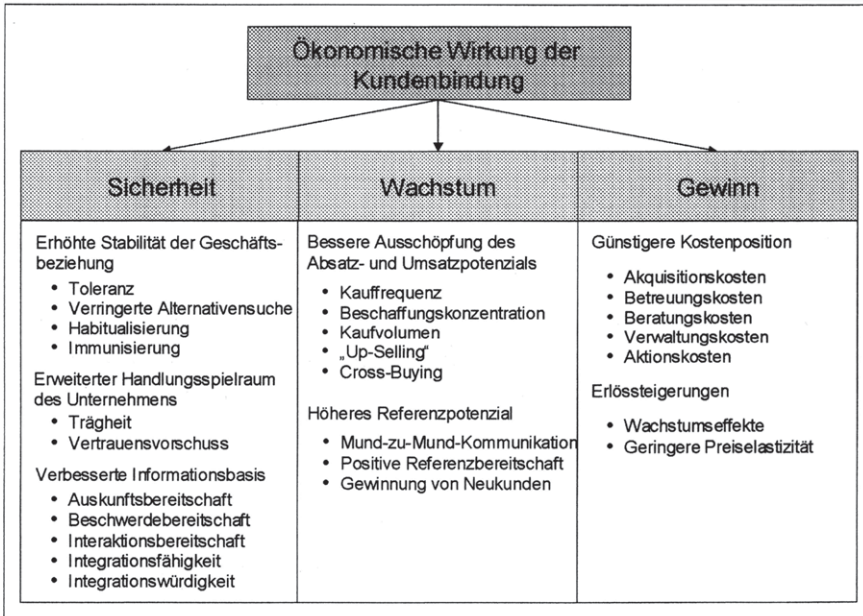 Ökonomische Wirkung der
Kundenbindung
Sicherheit
Erhöhte Stabilität der Geschäfts-
beziehung
• Toleranz
• Verringerte Alternativensuche
• Habitualisierung
• Immunisierung
Erweiterter Handlungsspielraum
des Unternehmens
• Trägheit
• Vertrauensvorschuss
Verbesserte Informationsbasis
• Auskunftsbereitschaft
• Beschwerdebereitschaft
• Interaktionsbereitschaft
• Integrationsfähigkeit
• Integrationswürdigkeit
Wachstum
Bessere Ausschöpfung des
Absatz- und Umsatzpotenzials
• Kauffrequenz
• Beschaffungskonzentration
• Kaufvolumen
• „Up-Selling“
• Cross-Buying
Höheres Referenzpotenzial
• Mund-zu-Mund-Kommunikation
• Positive Referenzbereitschaft
• Gewinnung von Neukunden
Gewinn
Günstigere Kostenposition
• Akquisitionskosten
• Betreuungskosten
• Beratungskosten
• Verwaltungskosten
• Aktionskosten
Erlössteigerungen
• Wachstumseffekte
• Geringere Preiselastizität